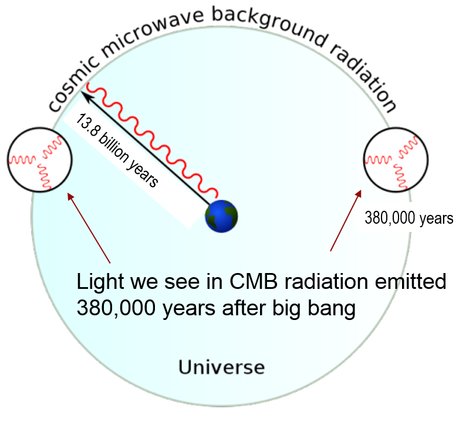 cosmic microwave background radiation
13.8 billion years
380,000 years
Light we see in CMB radiation emitted
380,000 years after big bang
Universe